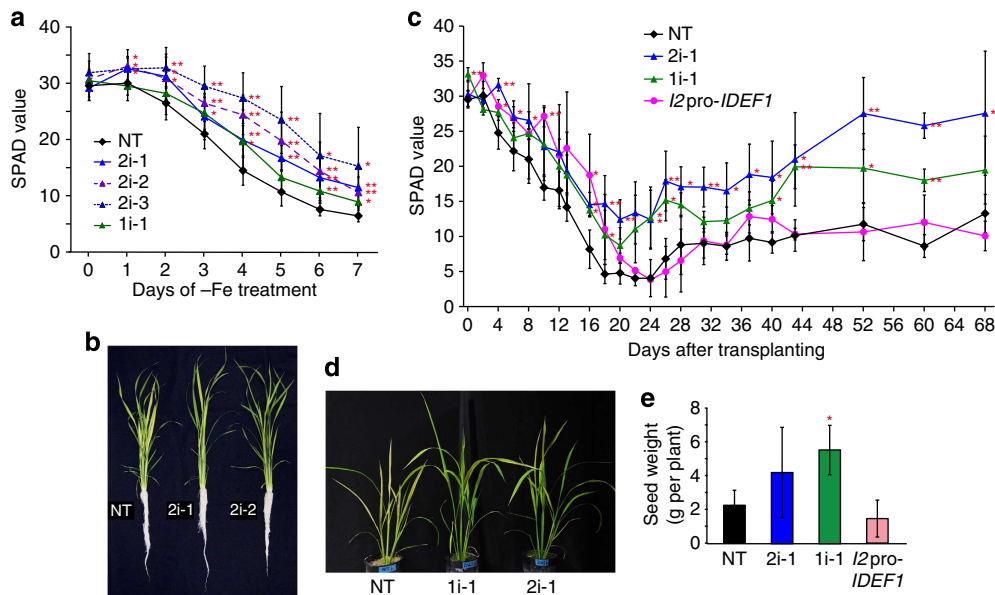 a
40
30
20
10
0
SPAD value
NT
2i-1
2i-2
2i-3
1i-1
0 1 2 3 4 5 6 7
Days of –Fe treatment
c
40
35
30
25
20
15
10
5
0
SPAD value
NT
2i-1
1i-1
I2pro-IDEF1
0 4 8 12 16 20 24 28 32 36 40 44 48 52 56 60 64 68
Days after transplanting
b
NT 2i-1 2i-2
d
NT 1i-1 2i-1
e
8
6
4
2
0
Seed weight
(g per plant)
NT 2i-1 1i-1 I2pro-
IDEF1